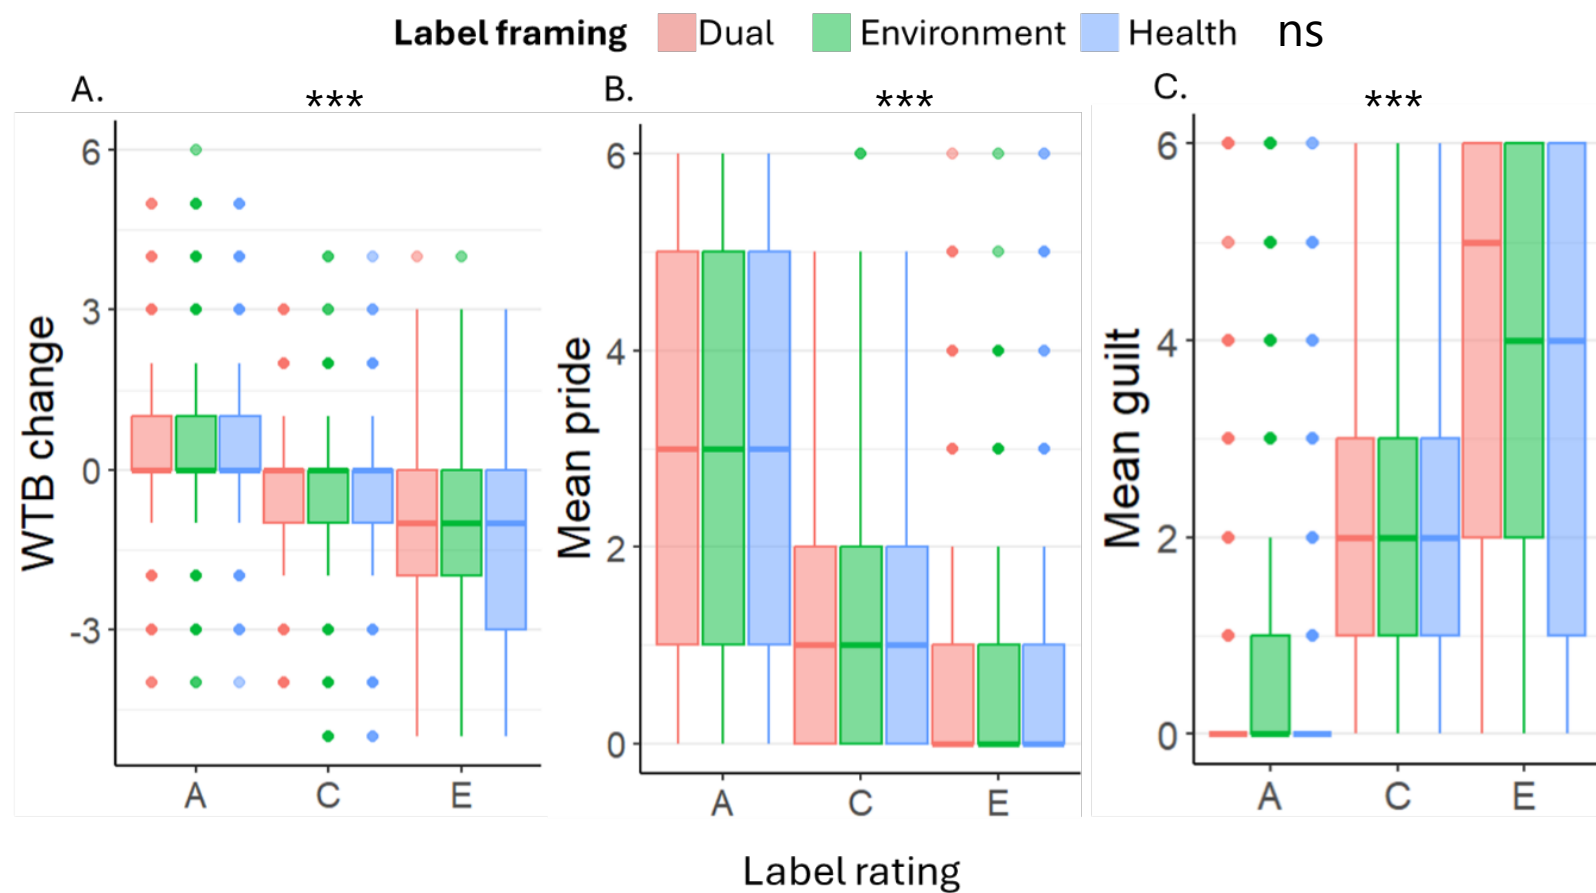 Label framing Dual Environment Health ns
A. *** B. *** C. ***
WTB change
6
3
0
-3
A C E
Mean pride
6
4
2
0
A C E
Mean guilt
6
4
2
0
A C E
Label rating